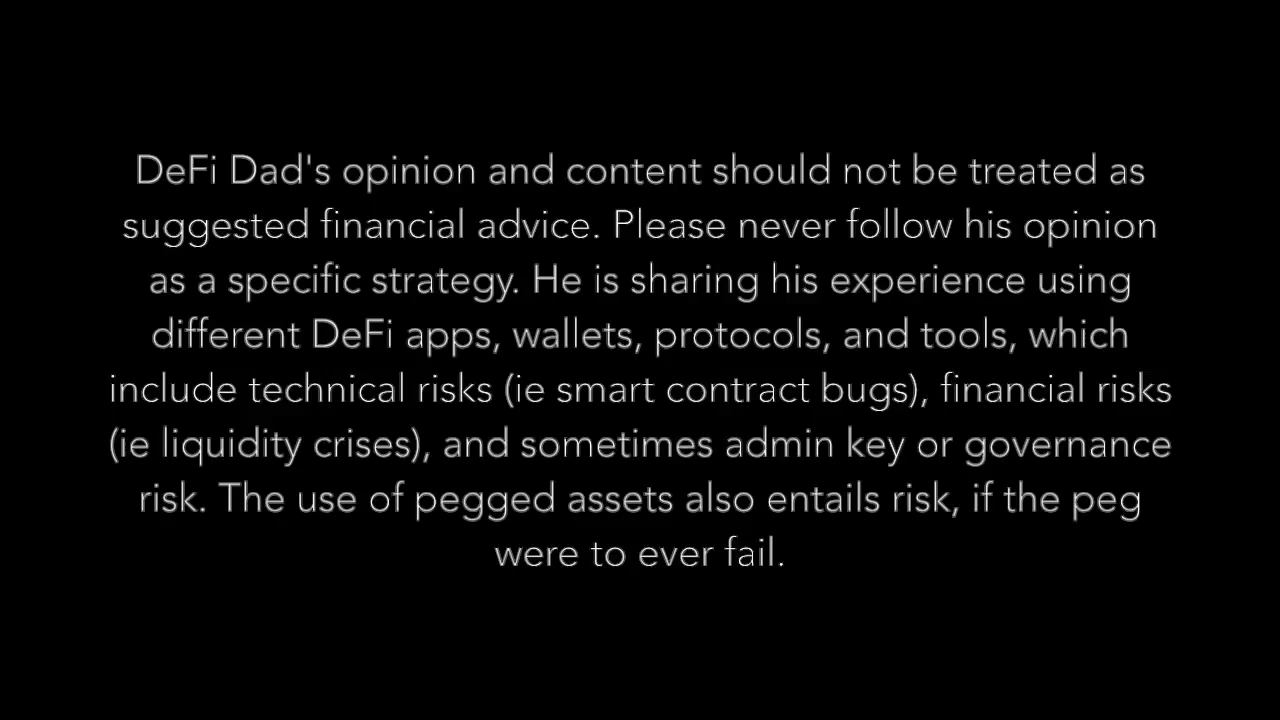 DeFi Dad's opinion and content should not be treated as
suggested financial advice. Please never follow his opinion
as a specific strategy. He is sharing his experience using
different DeFi apps, wallets, protocols, and tools, which
include technical risks (ie smart contract bugs), financial risks
(ie liquidity crises), and sometimes admin key or governance
risk. The use of pegged assets also entails risk, if the peg
were to ever fail.